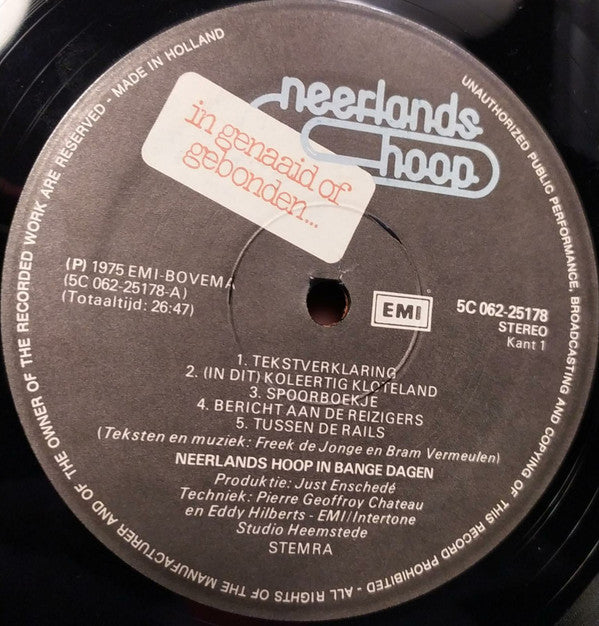 ALL RIGHTS OF THE MANUFACTURER AND OF THE OWNER OF THE RECORDED WORK ARE RESERVED - MADE IN HOLLAND
UNAUTHORIZED PUBLIC PERFORMANCE, BROADCASTING AND COPYING OF THIS RECORD PROHIBITED -
neerlands
hoop
in genaaid of
gebonden...
(P) 1975 EMI-BOVEMA
(5C 062-25178-A)
(Totaaltijd: 26:47)
EMI
5C 062-25178
STEREO
Kant 1
1. TEKSTVERKLARING
2. (IN DIT) KOLEERTIG KLOTELAND
3. SPOORBOEKJE
4. BERICHT AAN DE REIZIGERS
5. TUSSEN DE RAILS
(Teksten en muziek: Freek de Jonge en Bram Vermeulen)
NEERLANDS HOOP IN BANGE DAGEN
Produktie: Just Enschedé
Techniek: Pierre Geoffroy Chateau
en Eddy Hilberts - EMI/Intertone
Studio Heemstede
STEMRA